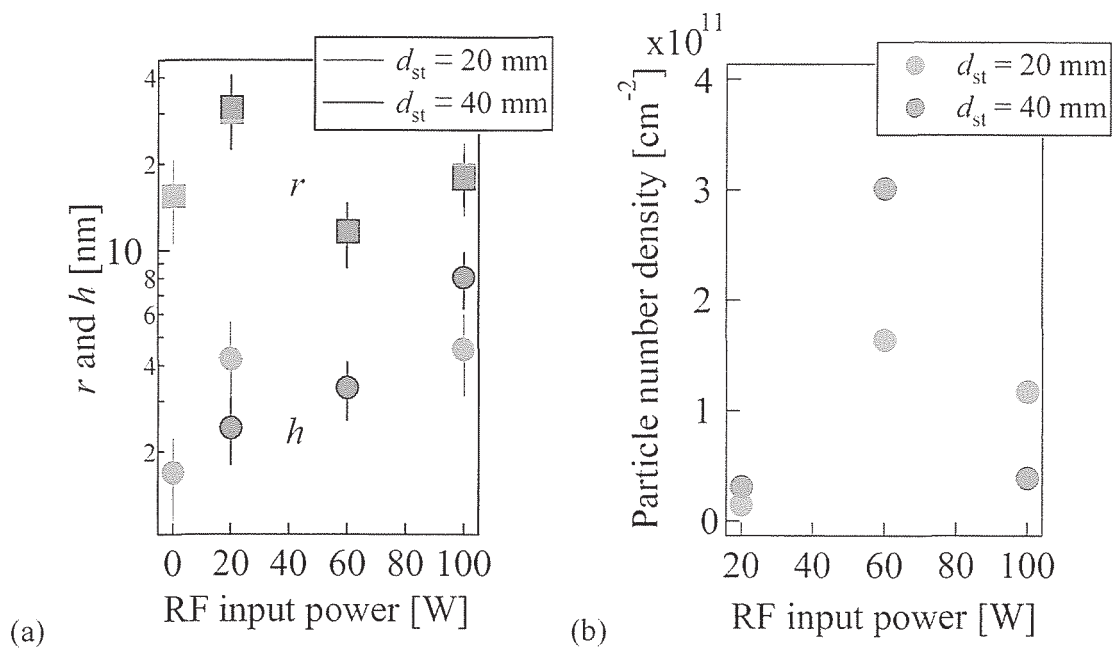 d_st = 20 mm
d_st = 40 mm
r and h [nm]
4
2
10
8
6
4
2
r
h
0 20 40 60 80 100
RF input power [W]
(a)
x10^11
d_st = 20 mm
d_st = 40 mm
Particle number density [cm^-2]
4
3
2
1
0
20 40 60 80 100
RF input power [W]
(b)